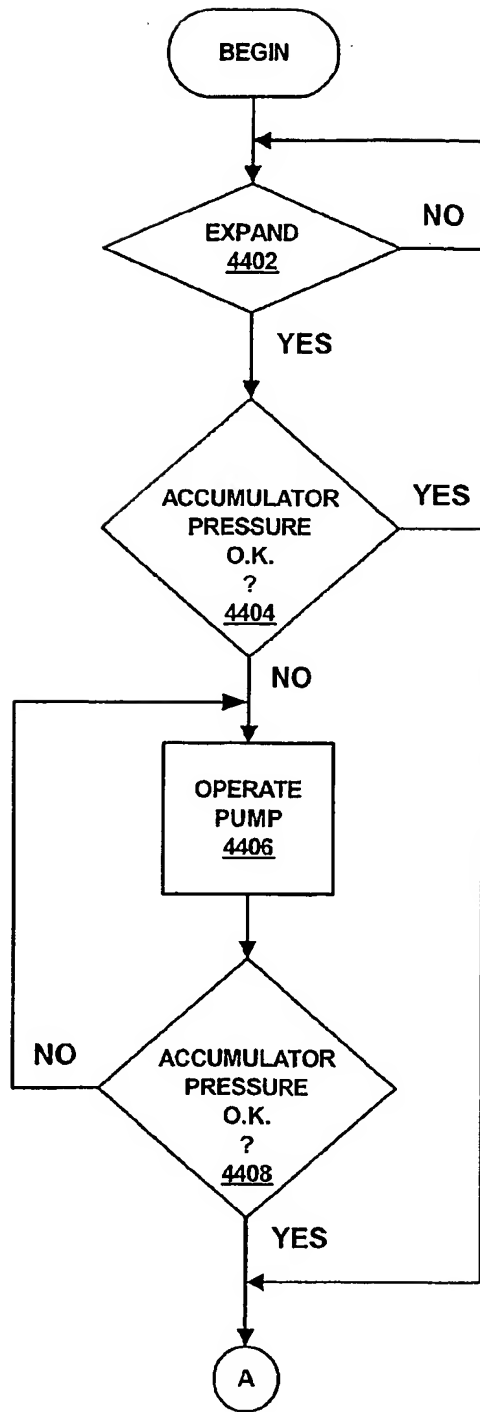 BEGIN
EXPAND
4402
NO
YES
ACCUMULATOR
PRESSURE
O.K.
?
4404
YES
NO
OPERATE
PUMP
4406
ACCUMULATOR
PRESSURE
O.K.
?
4408
NO
YES
A